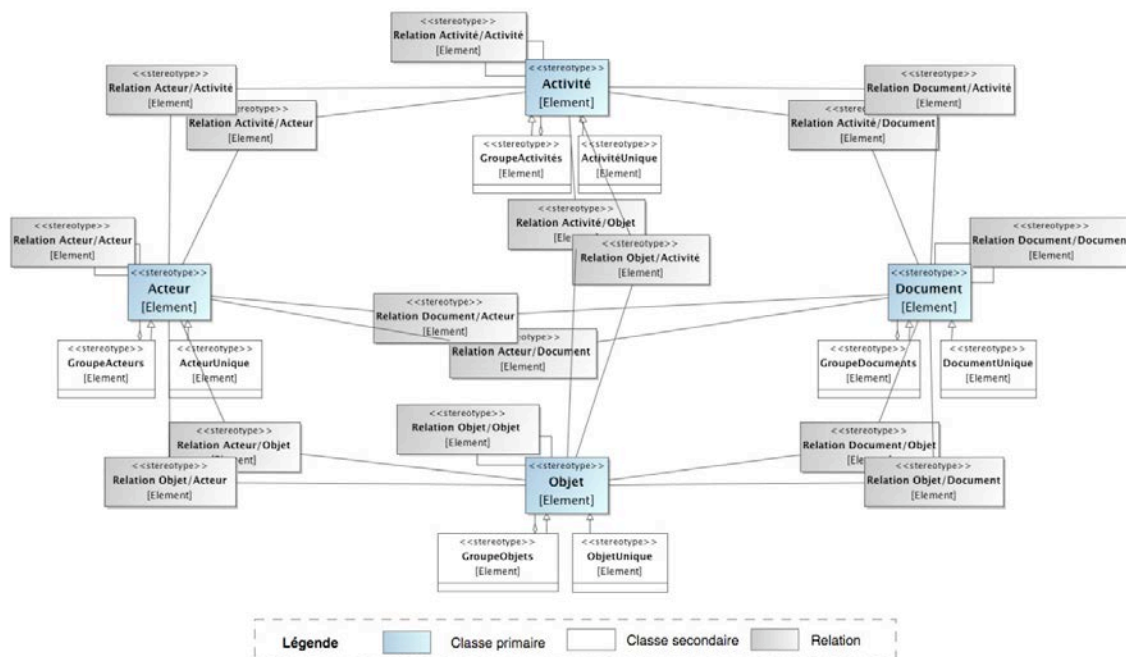 <<stereotype>>
Relation Activité/Activité
[Element]
<<stereotype>>
Relation Acteur/Activité
[Element]
<<stereotype>>
Activité
[Element]
<<stereotype>>
Relation Document/Activité
[Element]
<<stereotype>>
Relation Activité/Acteur
[Element]
<<stereotype>>
Relation Activité/Document
[Element]
<<stereotype>>
GroupeActivités
[Element]
<<stereotype>>
ActivitéUnique
[Element]
<<stereotype>>
Relation Activité/Objet
<<stereotype>>
Relation Objet/Activité
[Element]
<<stereotype>>
Relation Acteur/Acteur
[Element]
<<stereotype>>
Relation Document/Document
[Element]
<<stereotype>>
Acteur
[Element]
<<stereotype>>
Document
[Element]
<<stereotype>>
Relation Document/Acteur
[Element]
<<stereotype>>
Relation Acteur/Document
[Element]
<<stereotype>>
GroupeActeurs
[Element]
<<stereotype>>
ActeurUnique
[Element]
<<stereotype>>
GroupeDocuments
[Element]
<<stereotype>>
DocumentUnique
[Element]
<<stereotype>>
Relation Objet/Objet
[Element]
<<stereotype>>
Relation Acteur/Objet
[Element]
<<stereotype>>
Relation Document/Objet
<<stereotype>>
Relation Objet/Acteur
[Element]
<<stereotype>>
Objet
[Element]
<<stereotype>>
Relation Objet/Document
[Element]
<<stereotype>>
GroupeObjets
[Element]
<<stereotype>>
ObjetUnique
[Element]
Légende
Classe primaire
Classe secondaire
Relation